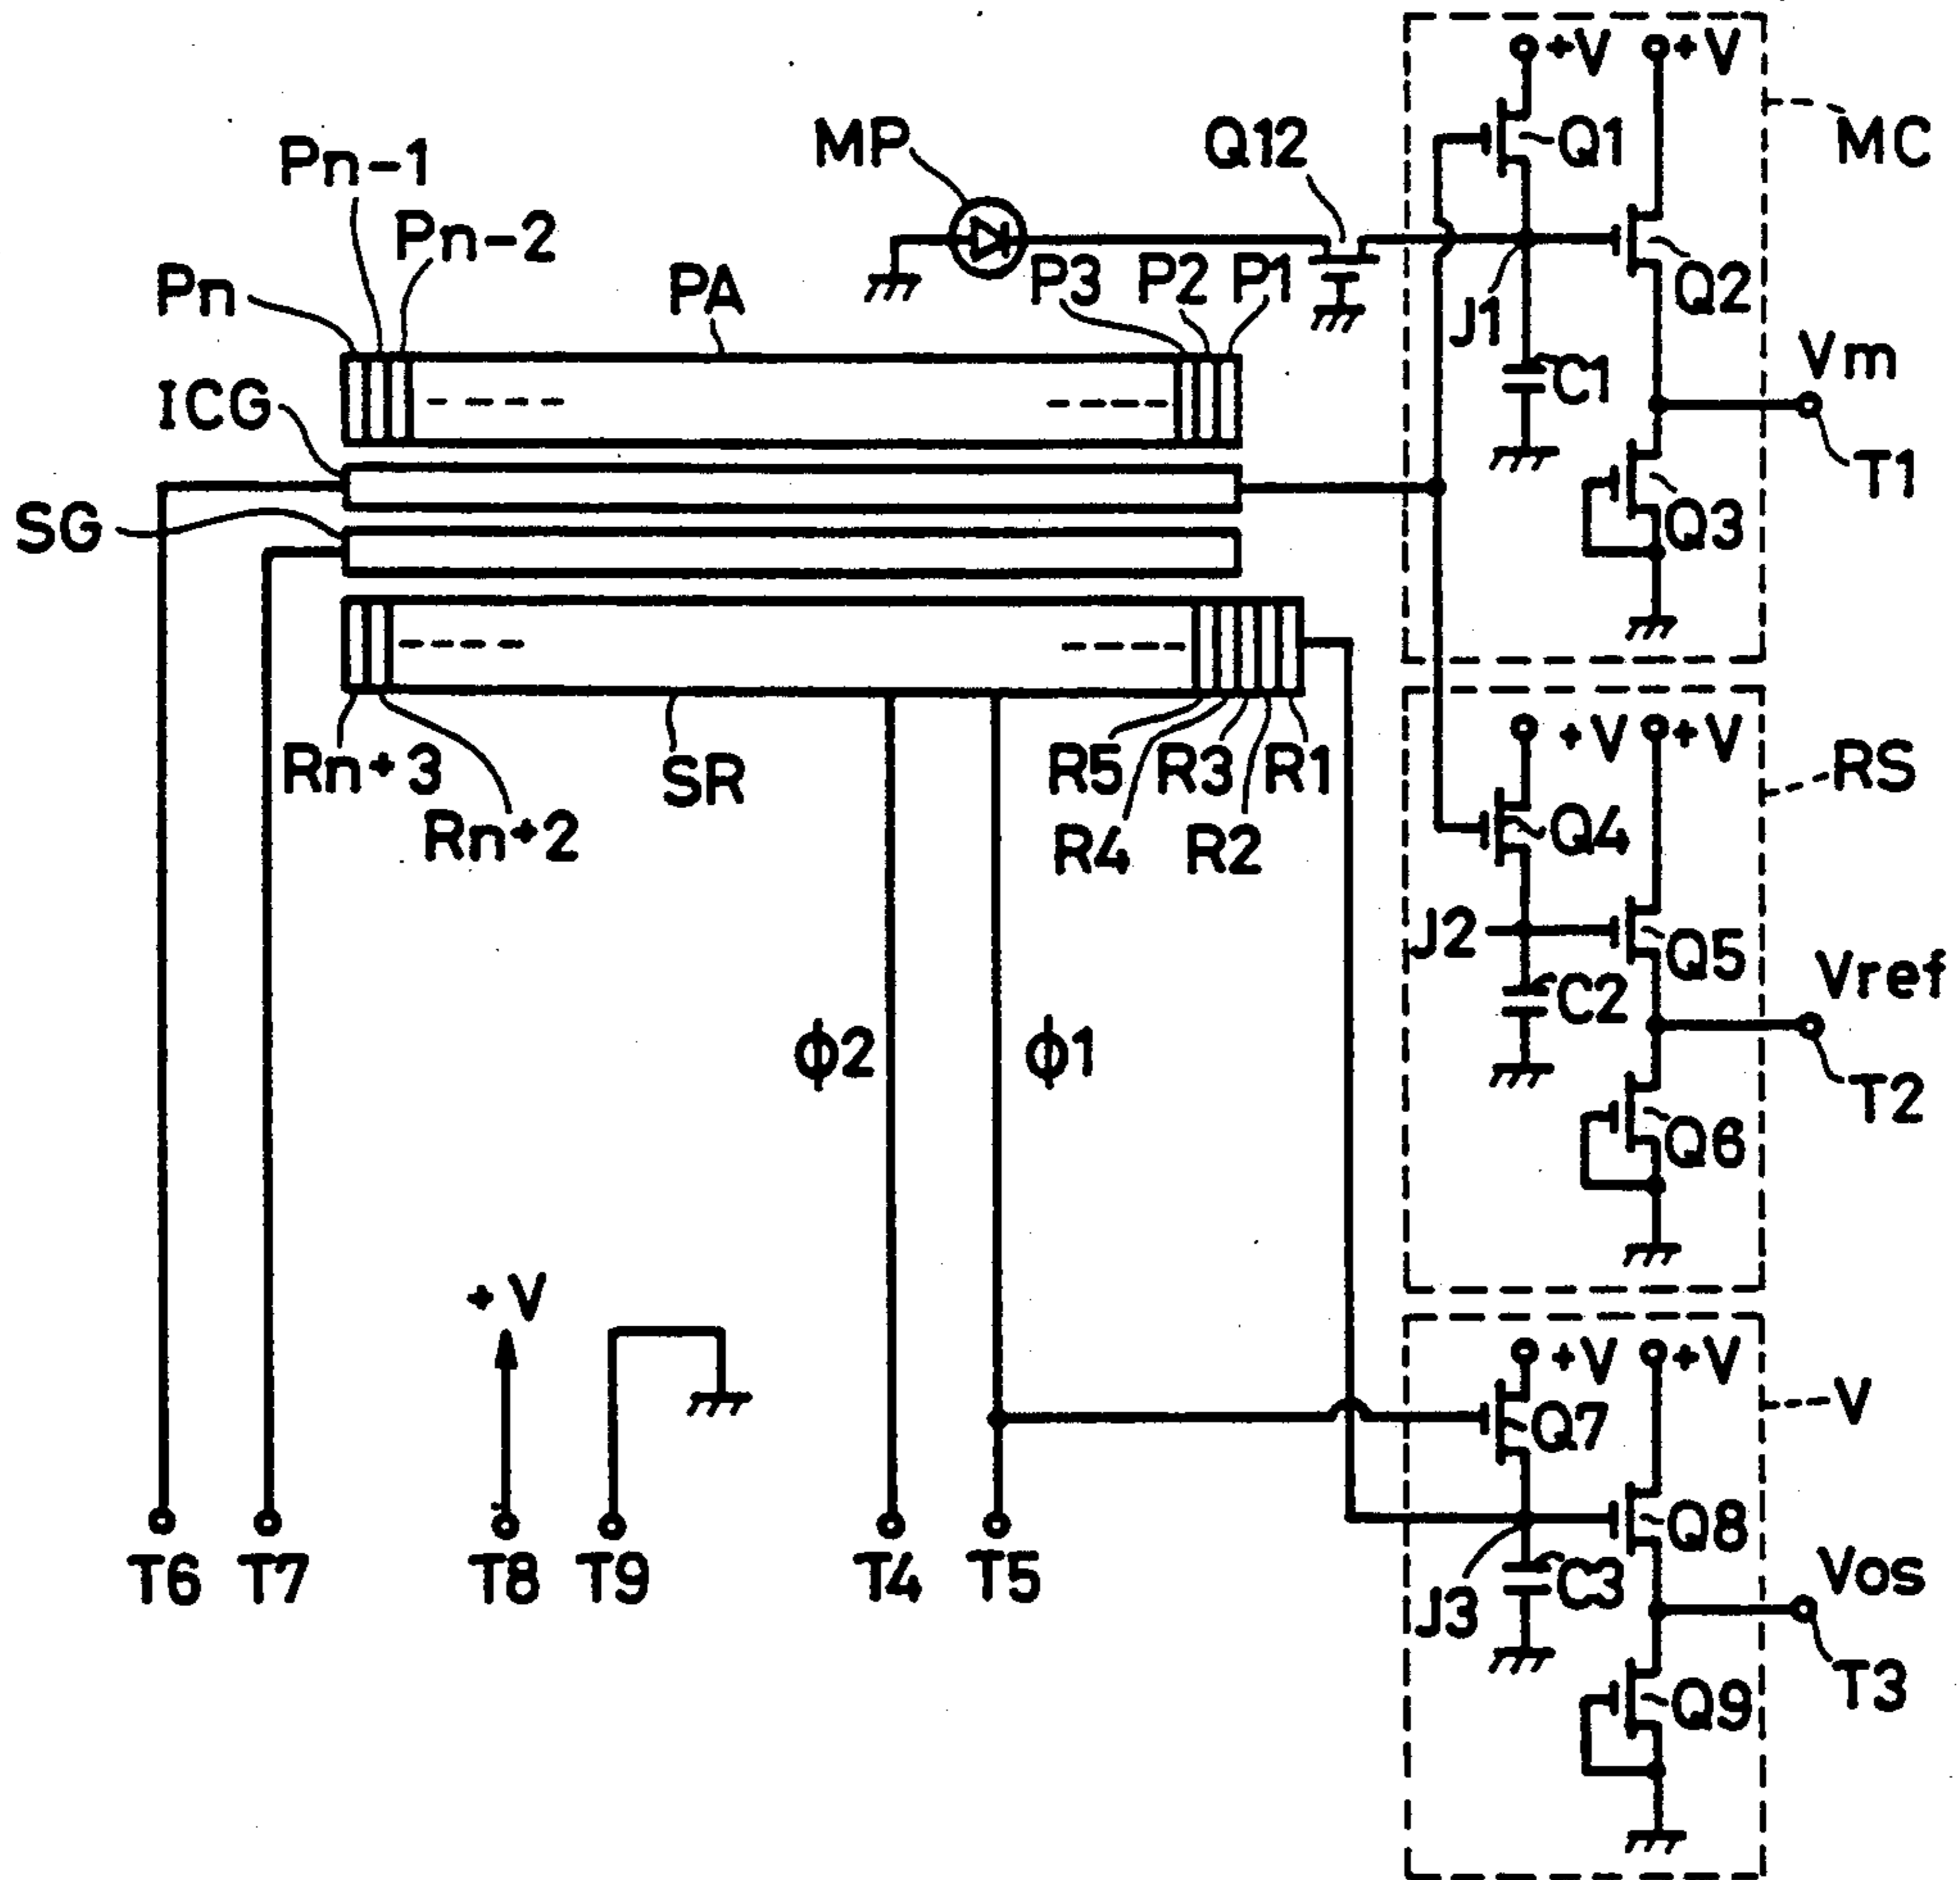 +V +V
MP Q12 Q1 MC
Pn-1
Pn-2
Pn PA P3 P2 P1 J1 Q2
Vm
ICG C1
T1
SG Q3
Rn+3 SR R5 R3 R1 +V +V RS
Rn+2 R4 R2 Q4
J2 Q5 Vref
C2
ϕ2 ϕ1 T2
Q6
+V
+V +V V
Q7
Q8
T6 T7 T8 T9 T4 T5 J3 C3 Vos
T3
Q9